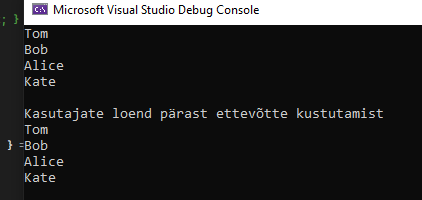 Microsoft Visual Studio Debug Console
; }
Tom
Bob
Alice
Kate
Kasutajate loend pärast ettevõtte kustutamist
Tom
} =
Bob
Alice
Kate